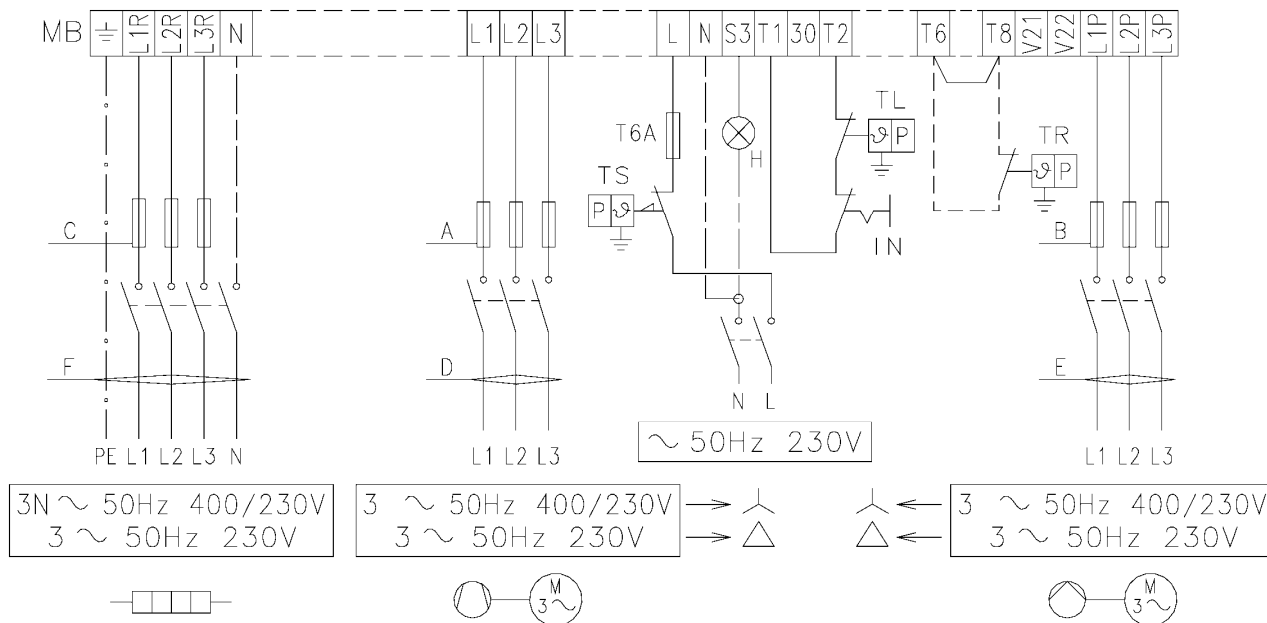 MB ⏚ L1R L2R L3R N L1 L2 L3 L N S3 T1 30 T2 T6 T8 V21 V22 L1P L2P L3P
T6A
H
TL
ϑ P
TR
ϑ P
TS
P ϑ
IN
C
A
B
F
D
E
N L
PE L1 L2 L3 N
L1 L2 L3
~ 50Hz 230V
L1 L2 L3
3N ~ 50Hz 400/230V
3 ~ 50Hz 230V
3 ~ 50Hz 400/230V
3 ~ 50Hz 230V
3 ~ 50Hz 400/230V
3 ~ 50Hz 230V
M
3~
M
3~